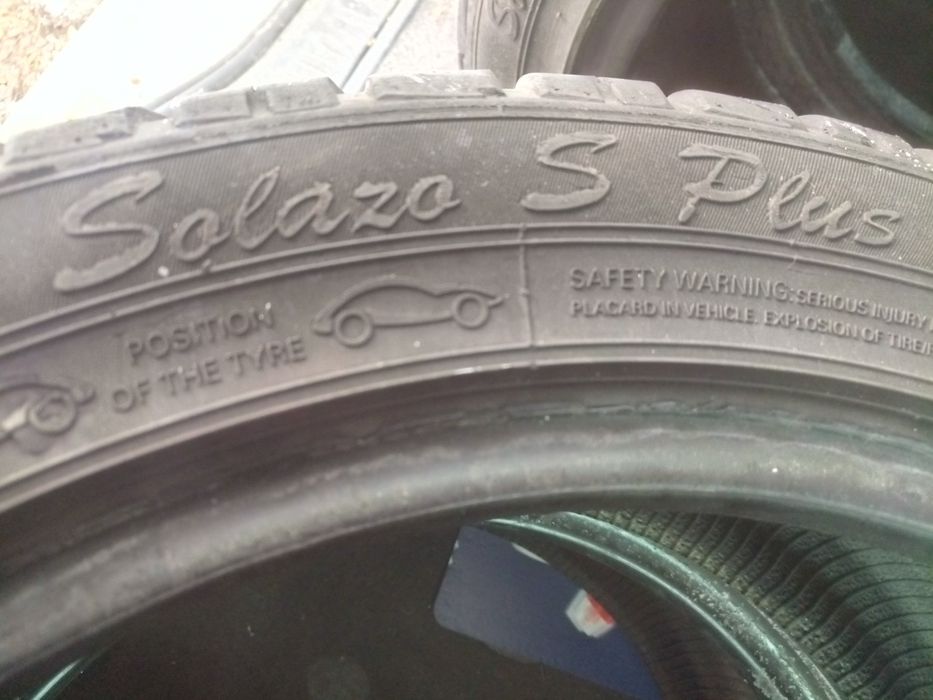 Solazo S Plus
POSITION
OF THE TYRE
SAFETY WARNING: SERIOUS INJURY
PLACARD IN VEHICLE. EXPLOSION OF TIRE/